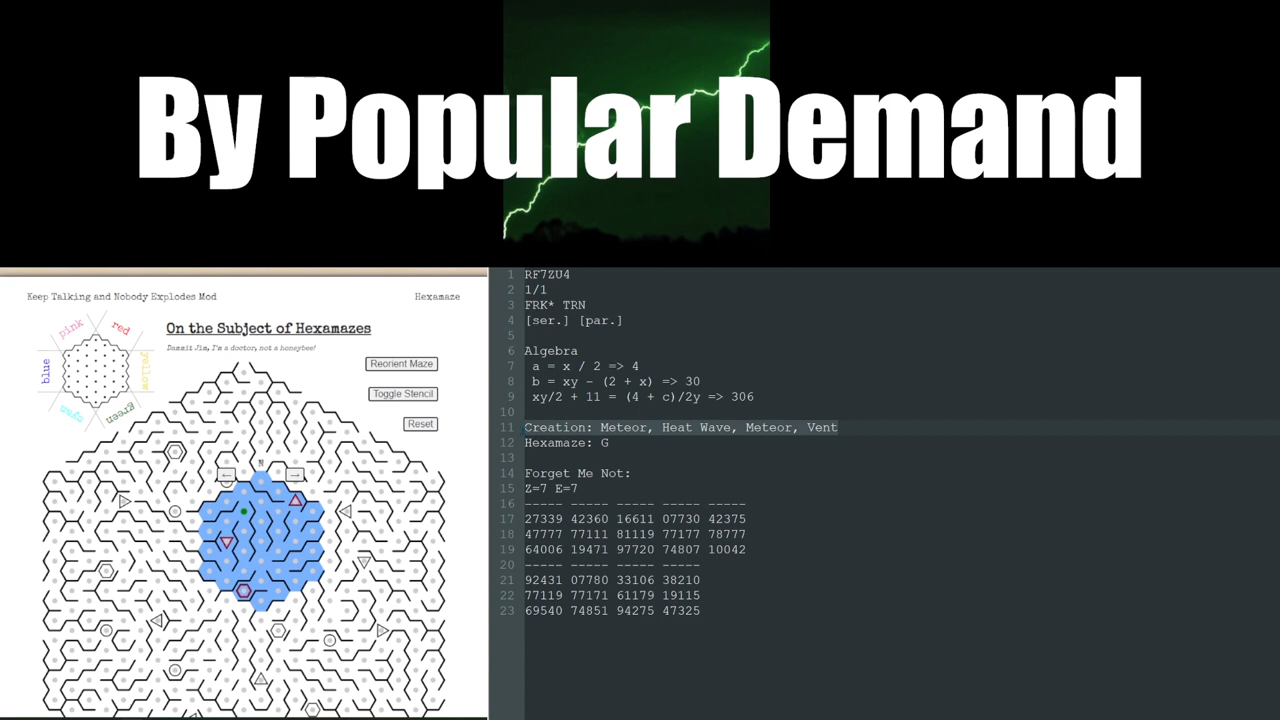 By Popular Demand
Keep Talking and Nobody Explodes Mod
Hexamaze
pink
red
blue
yellow
cyan
green
On the Subject of Hexamazes
Dammit Jim, I'm a doctor, not a honeybee!
Reorient Maze
Toggle Stencil
Reset
N
←
→
1 RF7ZU4
2 1/1
3 FRK* TRN
4 [ser.] [par.]
5
6 Algebra
7 a = x / 2 => 4
8 b = xy - (2 + x) => 30
9 xy/2 + 11 = (4 + c)/2y => 306
10
11 Creation: Meteor, Heat Wave, Meteor, Vent
12 Hexamaze: G
13
14 Forget Me Not:
15 Z=7 E=7
16 ----- ----- ----- ----- -----
17 27339 42360 16611 07730 42375
18 47777 77111 81119 77177 78777
19 64006 19471 97720 74807 10042
20 ----- ----- ----- -----
21 92431 07780 33106 38210
22 77119 77171 61179 19115
23 69540 74851 94275 47325